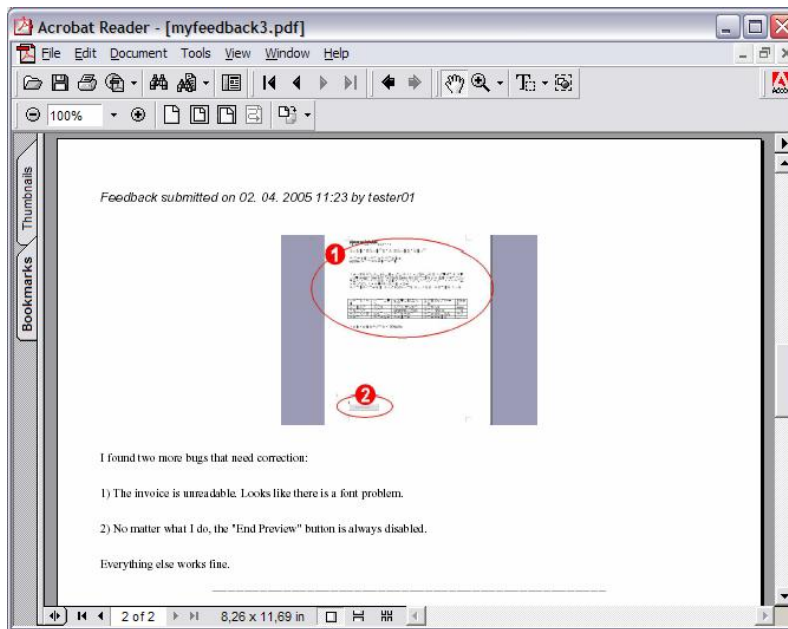 Acrobat Reader - [myfeedback3.pdf]
File Edit Document Tools View Window Help
Adobe
100%
Thumbnails
Bookmarks
Feedback submitted on 02. 04. 2005 11:23 by tester01
1
2
I found two more bugs that need correction:
1) The invoice is unreadable. Looks like there is a font problem.
2) No matter what I do, the "End Preview" button is always disabled.
Everything else works fine.
2 of 2 8,26 x 11,69 in